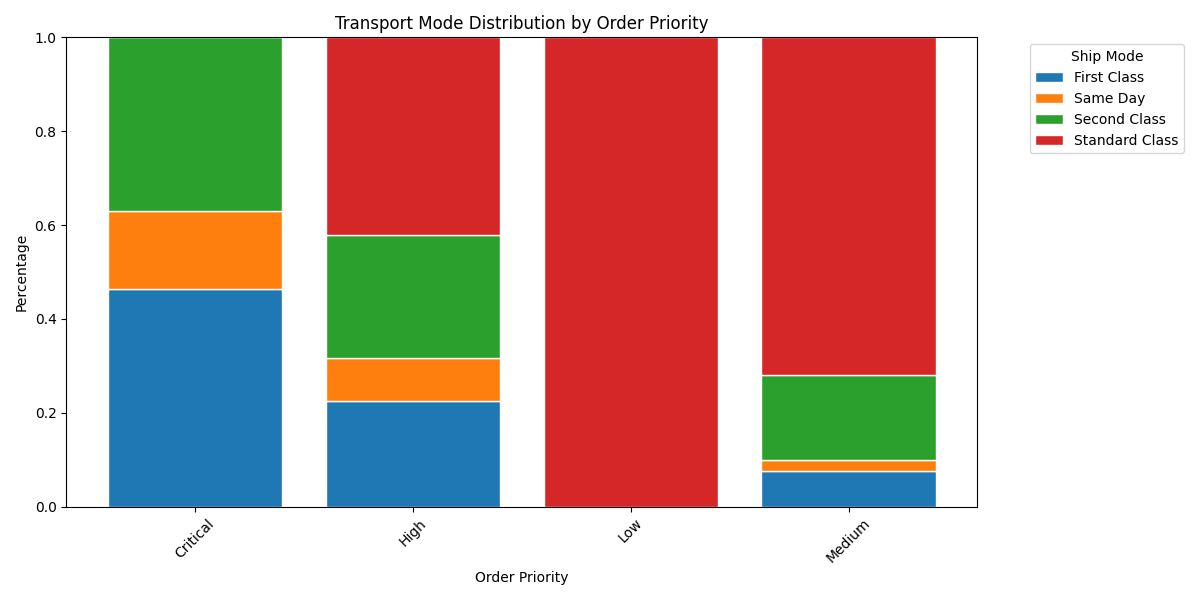 Transport Mode Distribution by Order Priority
Percentage
1.0
0.8
0.6
0.4
0.2
0.0
Critical
High
Low
Medium
Order Priority
Ship Mode
First Class
Same Day
Second Class
Standard Class